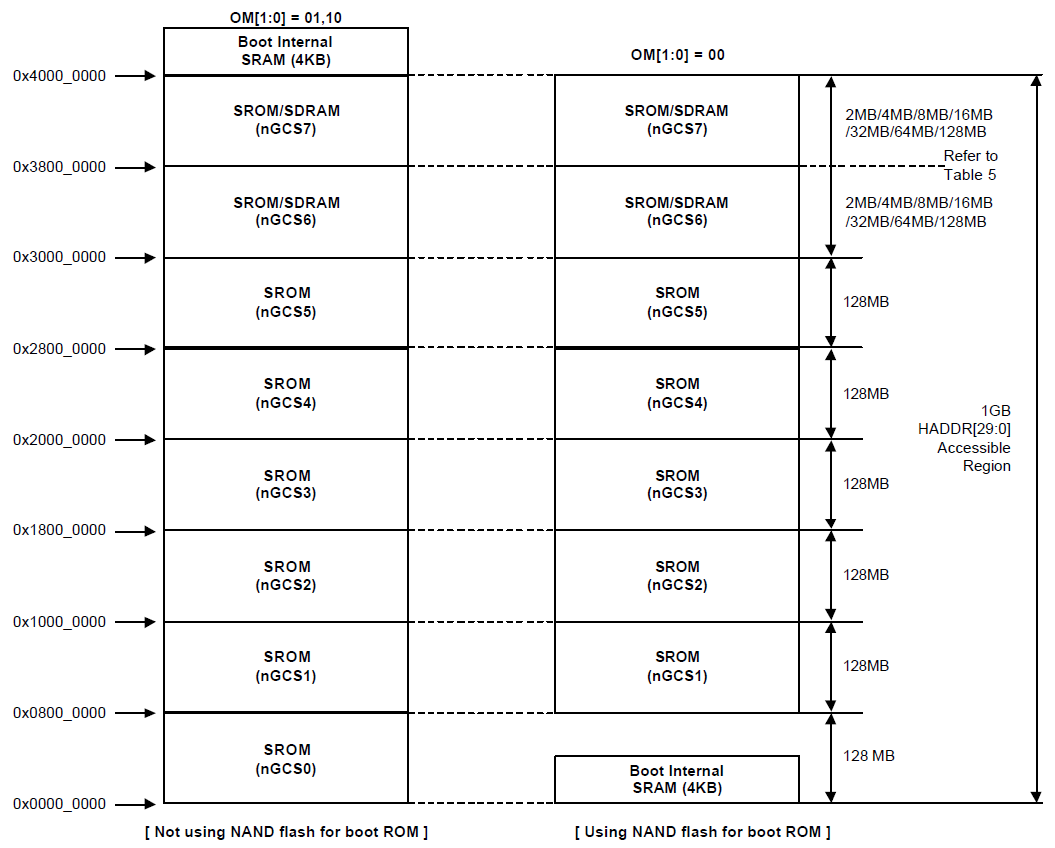 OM[1:0] = 01,10
Boot Internal
SRAM (4KB)
OM[1:0] = 00
0x4000_0000
SROM/SDRAM
(nGCS7)
SROM/SDRAM
(nGCS7)
2MB/4MB/8MB/16MB
/32MB/64MB/128MB
0x3800_0000
Refer to
Table 5
SROM/SDRAM
(nGCS6)
SROM/SDRAM
(nGCS6)
2MB/4MB/8MB/16MB
/32MB/64MB/128MB
0x3000_0000
SROM
(nGCS5)
SROM
(nGCS5)
128MB
0x2800_0000
SROM
(nGCS4)
SROM
(nGCS4)
128MB
1GB
HADDR[29:0]
Accessible
Region
0x2000_0000
SROM
(nGCS3)
SROM
(nGCS3)
128MB
0x1800_0000
SROM
(nGCS2)
SROM
(nGCS2)
128MB
0x1000_0000
SROM
(nGCS1)
SROM
(nGCS1)
128MB
0x0800_0000
SROM
(nGCS0)
Boot Internal
SRAM (4KB)
128 MB
0x0000_0000
[ Not using NAND flash for boot ROM ]
[ Using NAND flash for boot ROM ]